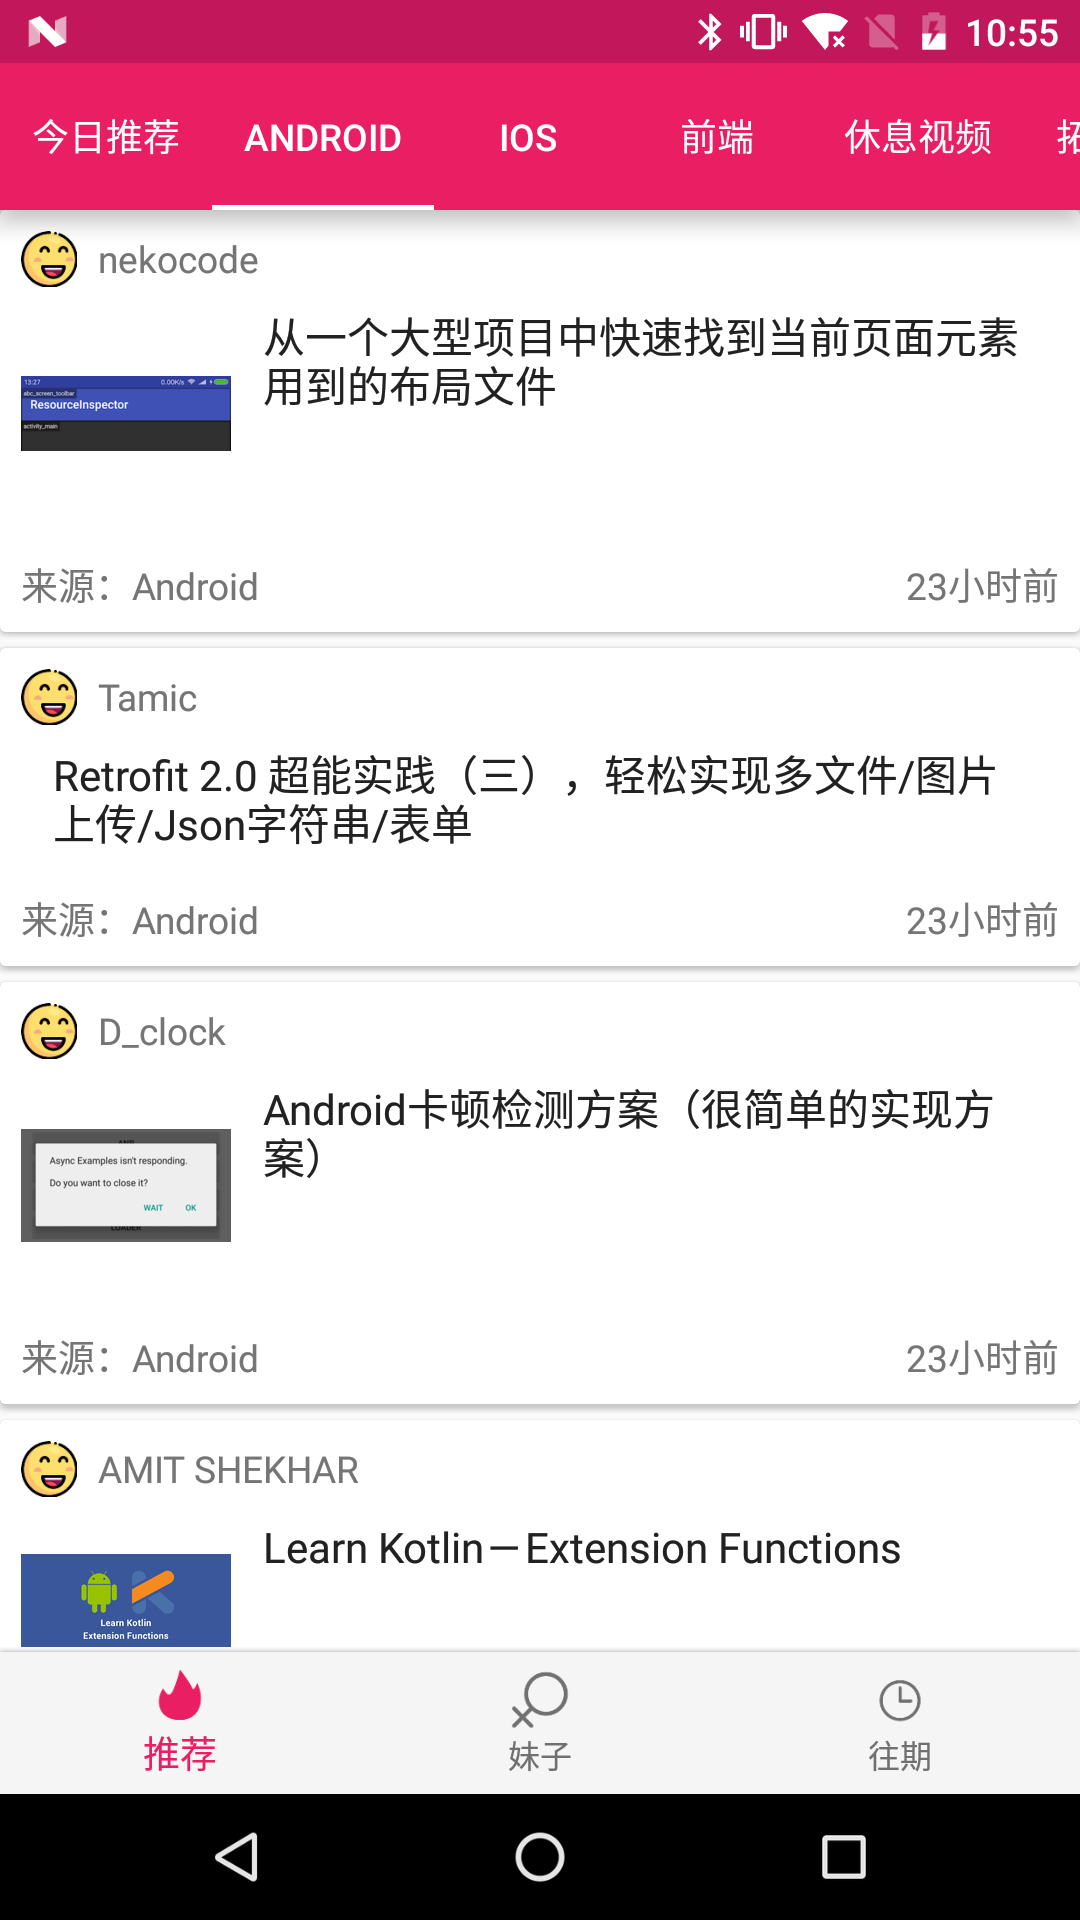 10:55
今日推荐 ANDROID IOS 前端 休息视频
nekocode
从一个大型项目中快速找到当前页面元素
用到的布局文件
13:27 0.00K/s
abc_screen_toolbar
ResourceInspector
activity_main
来源：Android 23小时前
Tamic
Retrofit 2.0 超能实践（三），轻松实现多文件/图片
上传/Json字符串/表单
来源：Android 23小时前
D_clock
Android卡顿检测方案（很简单的实现方
案）
Async Examples isn't responding.
Do you want to close it?
WAIT OK
LOADER
来源：Android 23小时前
AMIT SHEKHAR
Learn Kotlin — Extension Functions
Learn Kotlin
Extension Functions
推荐 妹子 往期